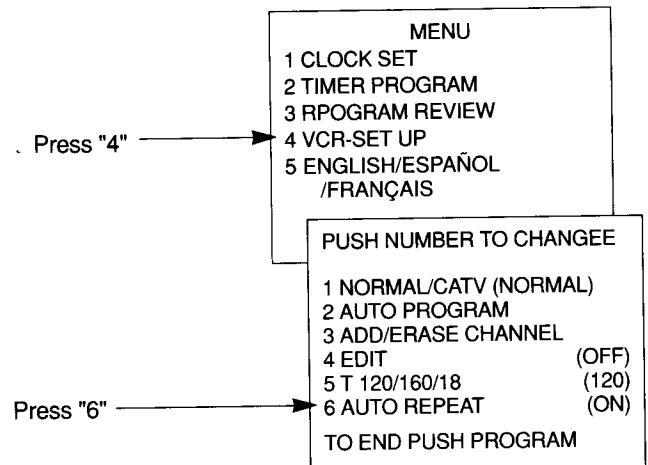 MENU
1 CLOCK SET
2 TIMER PROGRAM
3 RPOGRAM REVIEW
Press "4"
4 VCR-SET UP
5 ENGLISH/ESPAÑOL
/FRANÇAIS
PUSH NUMBER TO CHANGEE
1 NORMAL/CATV (NORMAL)
2 AUTO PROGRAM
3 ADD/ERASE CHANNEL
4 EDIT (OFF)
5 T 120/160/18 (120)
Press "6"
6 AUTO REPEAT (ON)
TO END PUSH PROGRAM